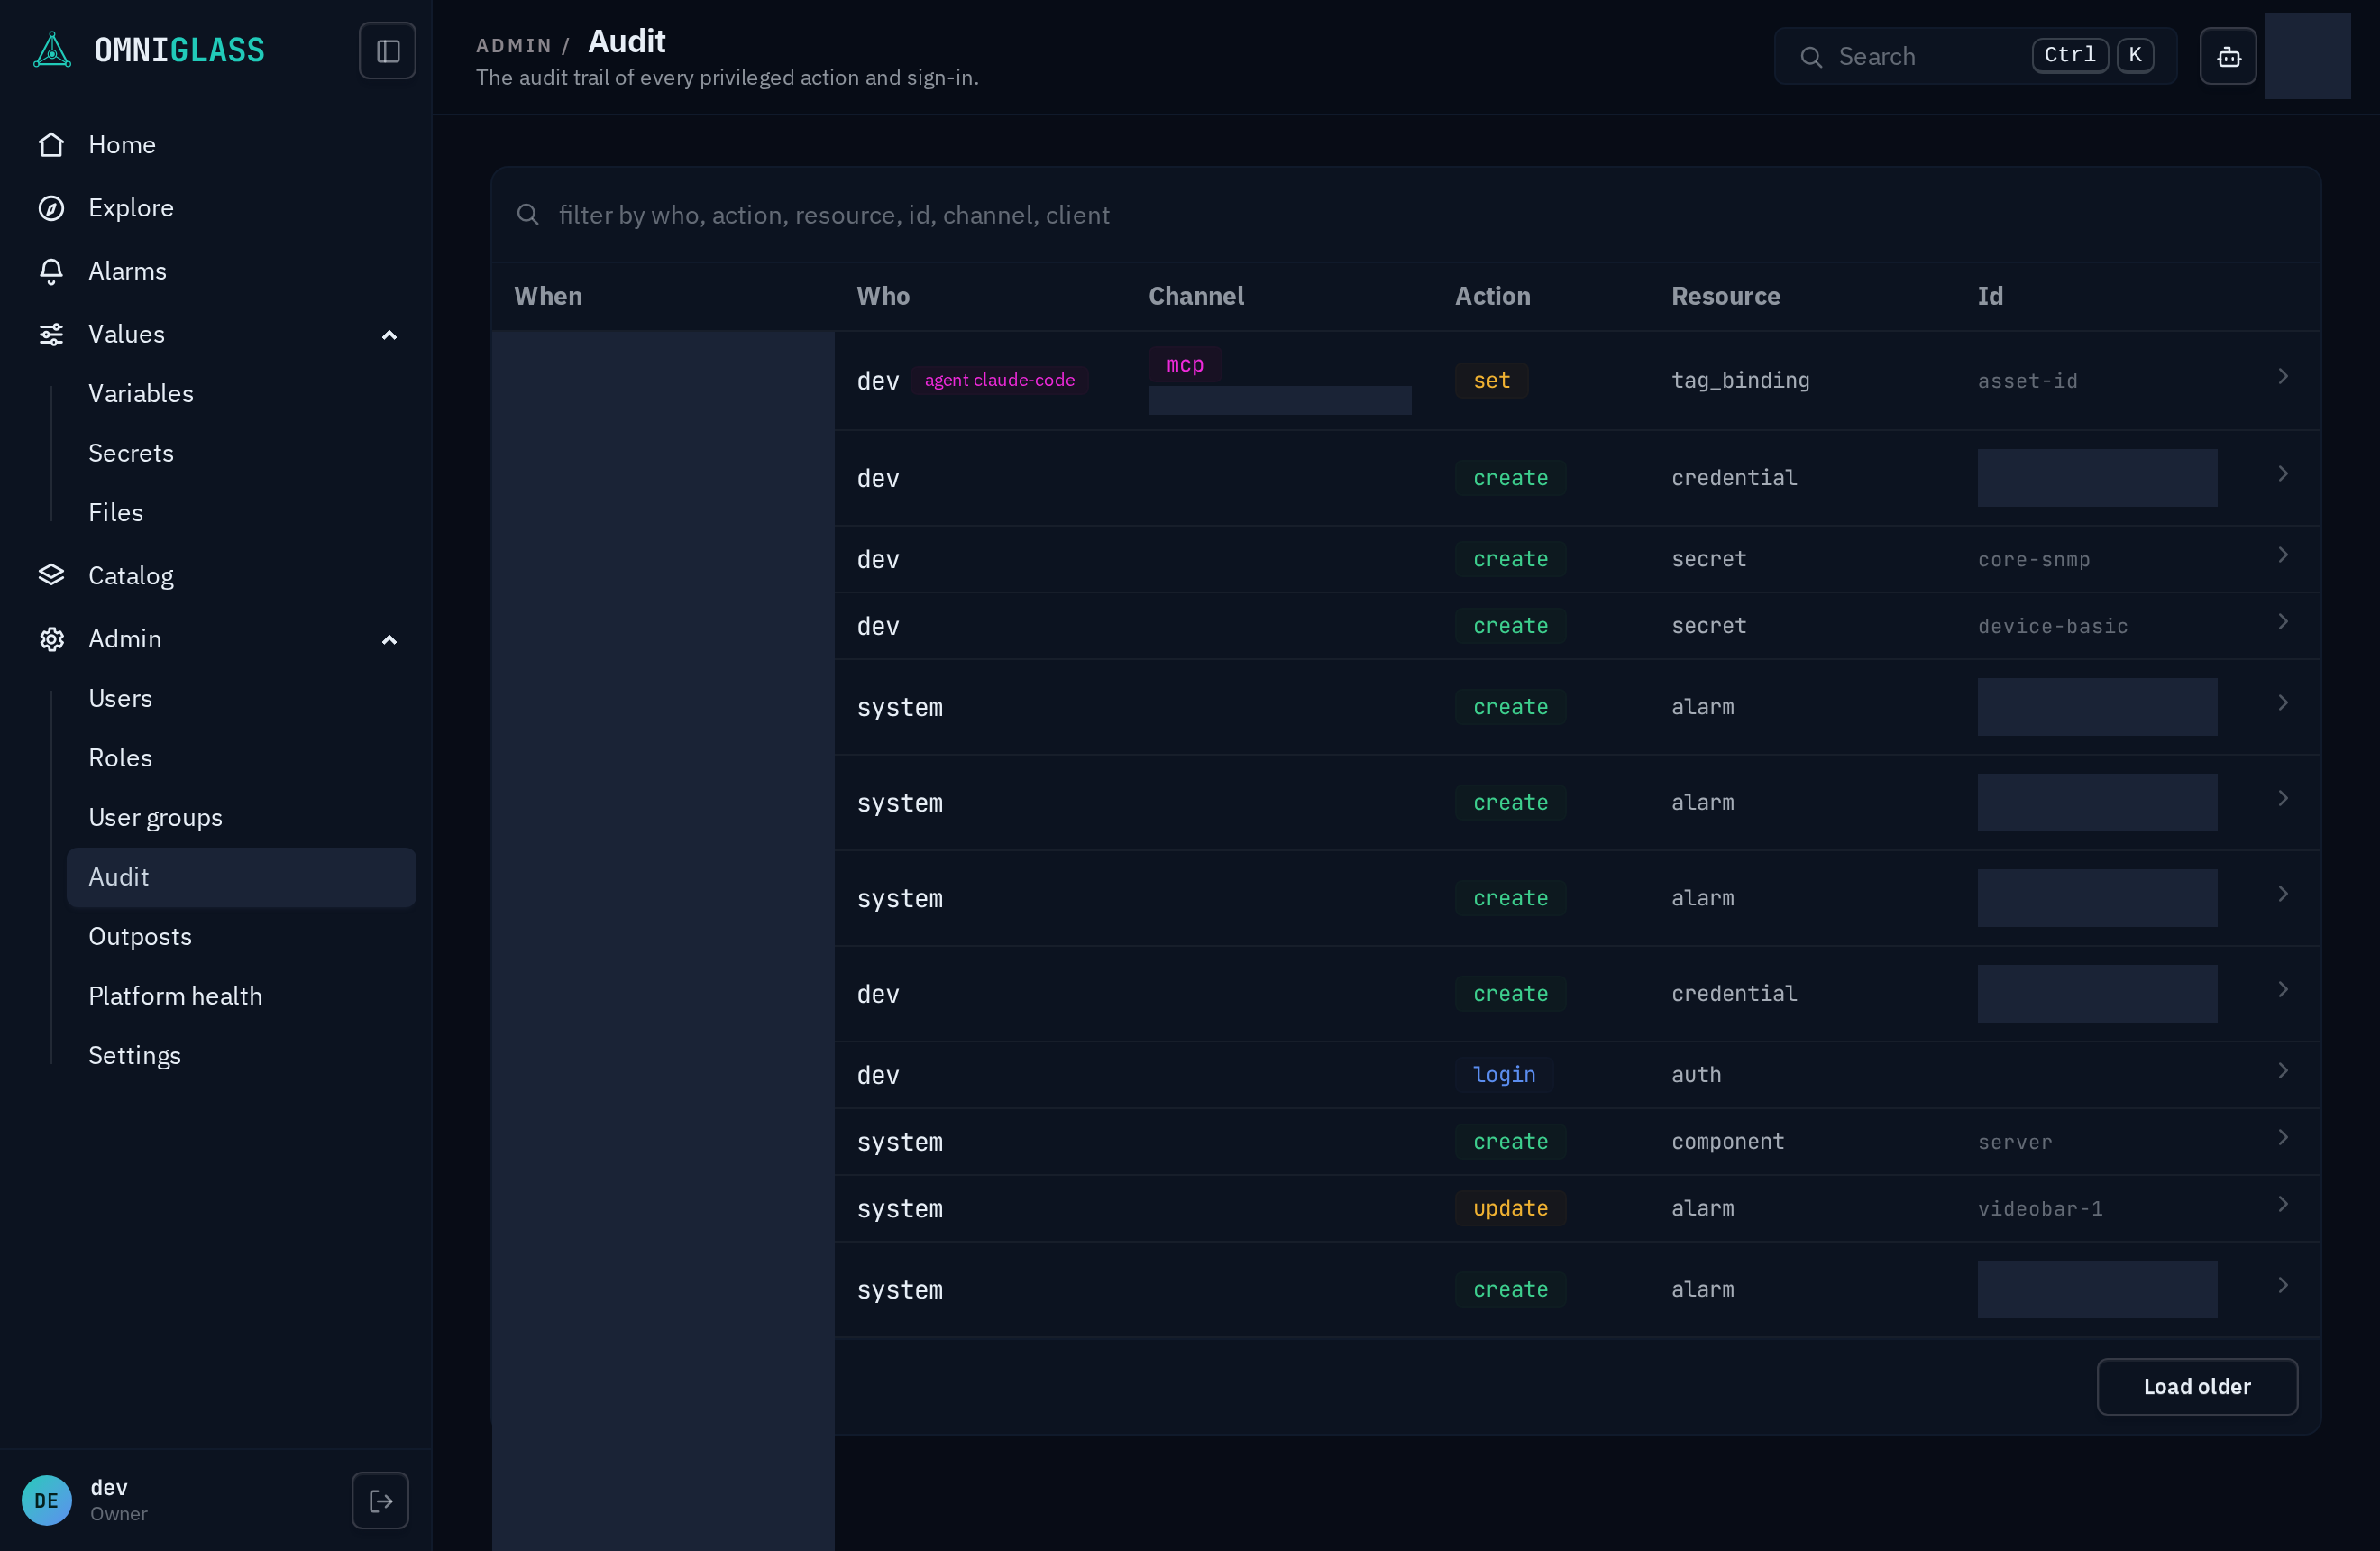 OMNIGLASS
Home
Explore
Alarms
Values
Variables
Secrets
Files
Catalog
Admin
Users
Roles
User groups
Audit
Outposts
Platform health
Settings
DE
dev
Owner
ADMIN / Audit
The audit trail of every privileged action and sign-in.
Search Ctrl K
filter by who, action, resource, id, channel, client
When Who Channel Action Resource Id
dev agent claude-code mcp set tag_binding asset-id
dev create credential
dev create secret core-snmp
dev create secret device-basic
system create alarm
system create alarm
system create alarm
dev create credential
dev login auth
system create component server
system update alarm videobar-1
system create alarm
Load older